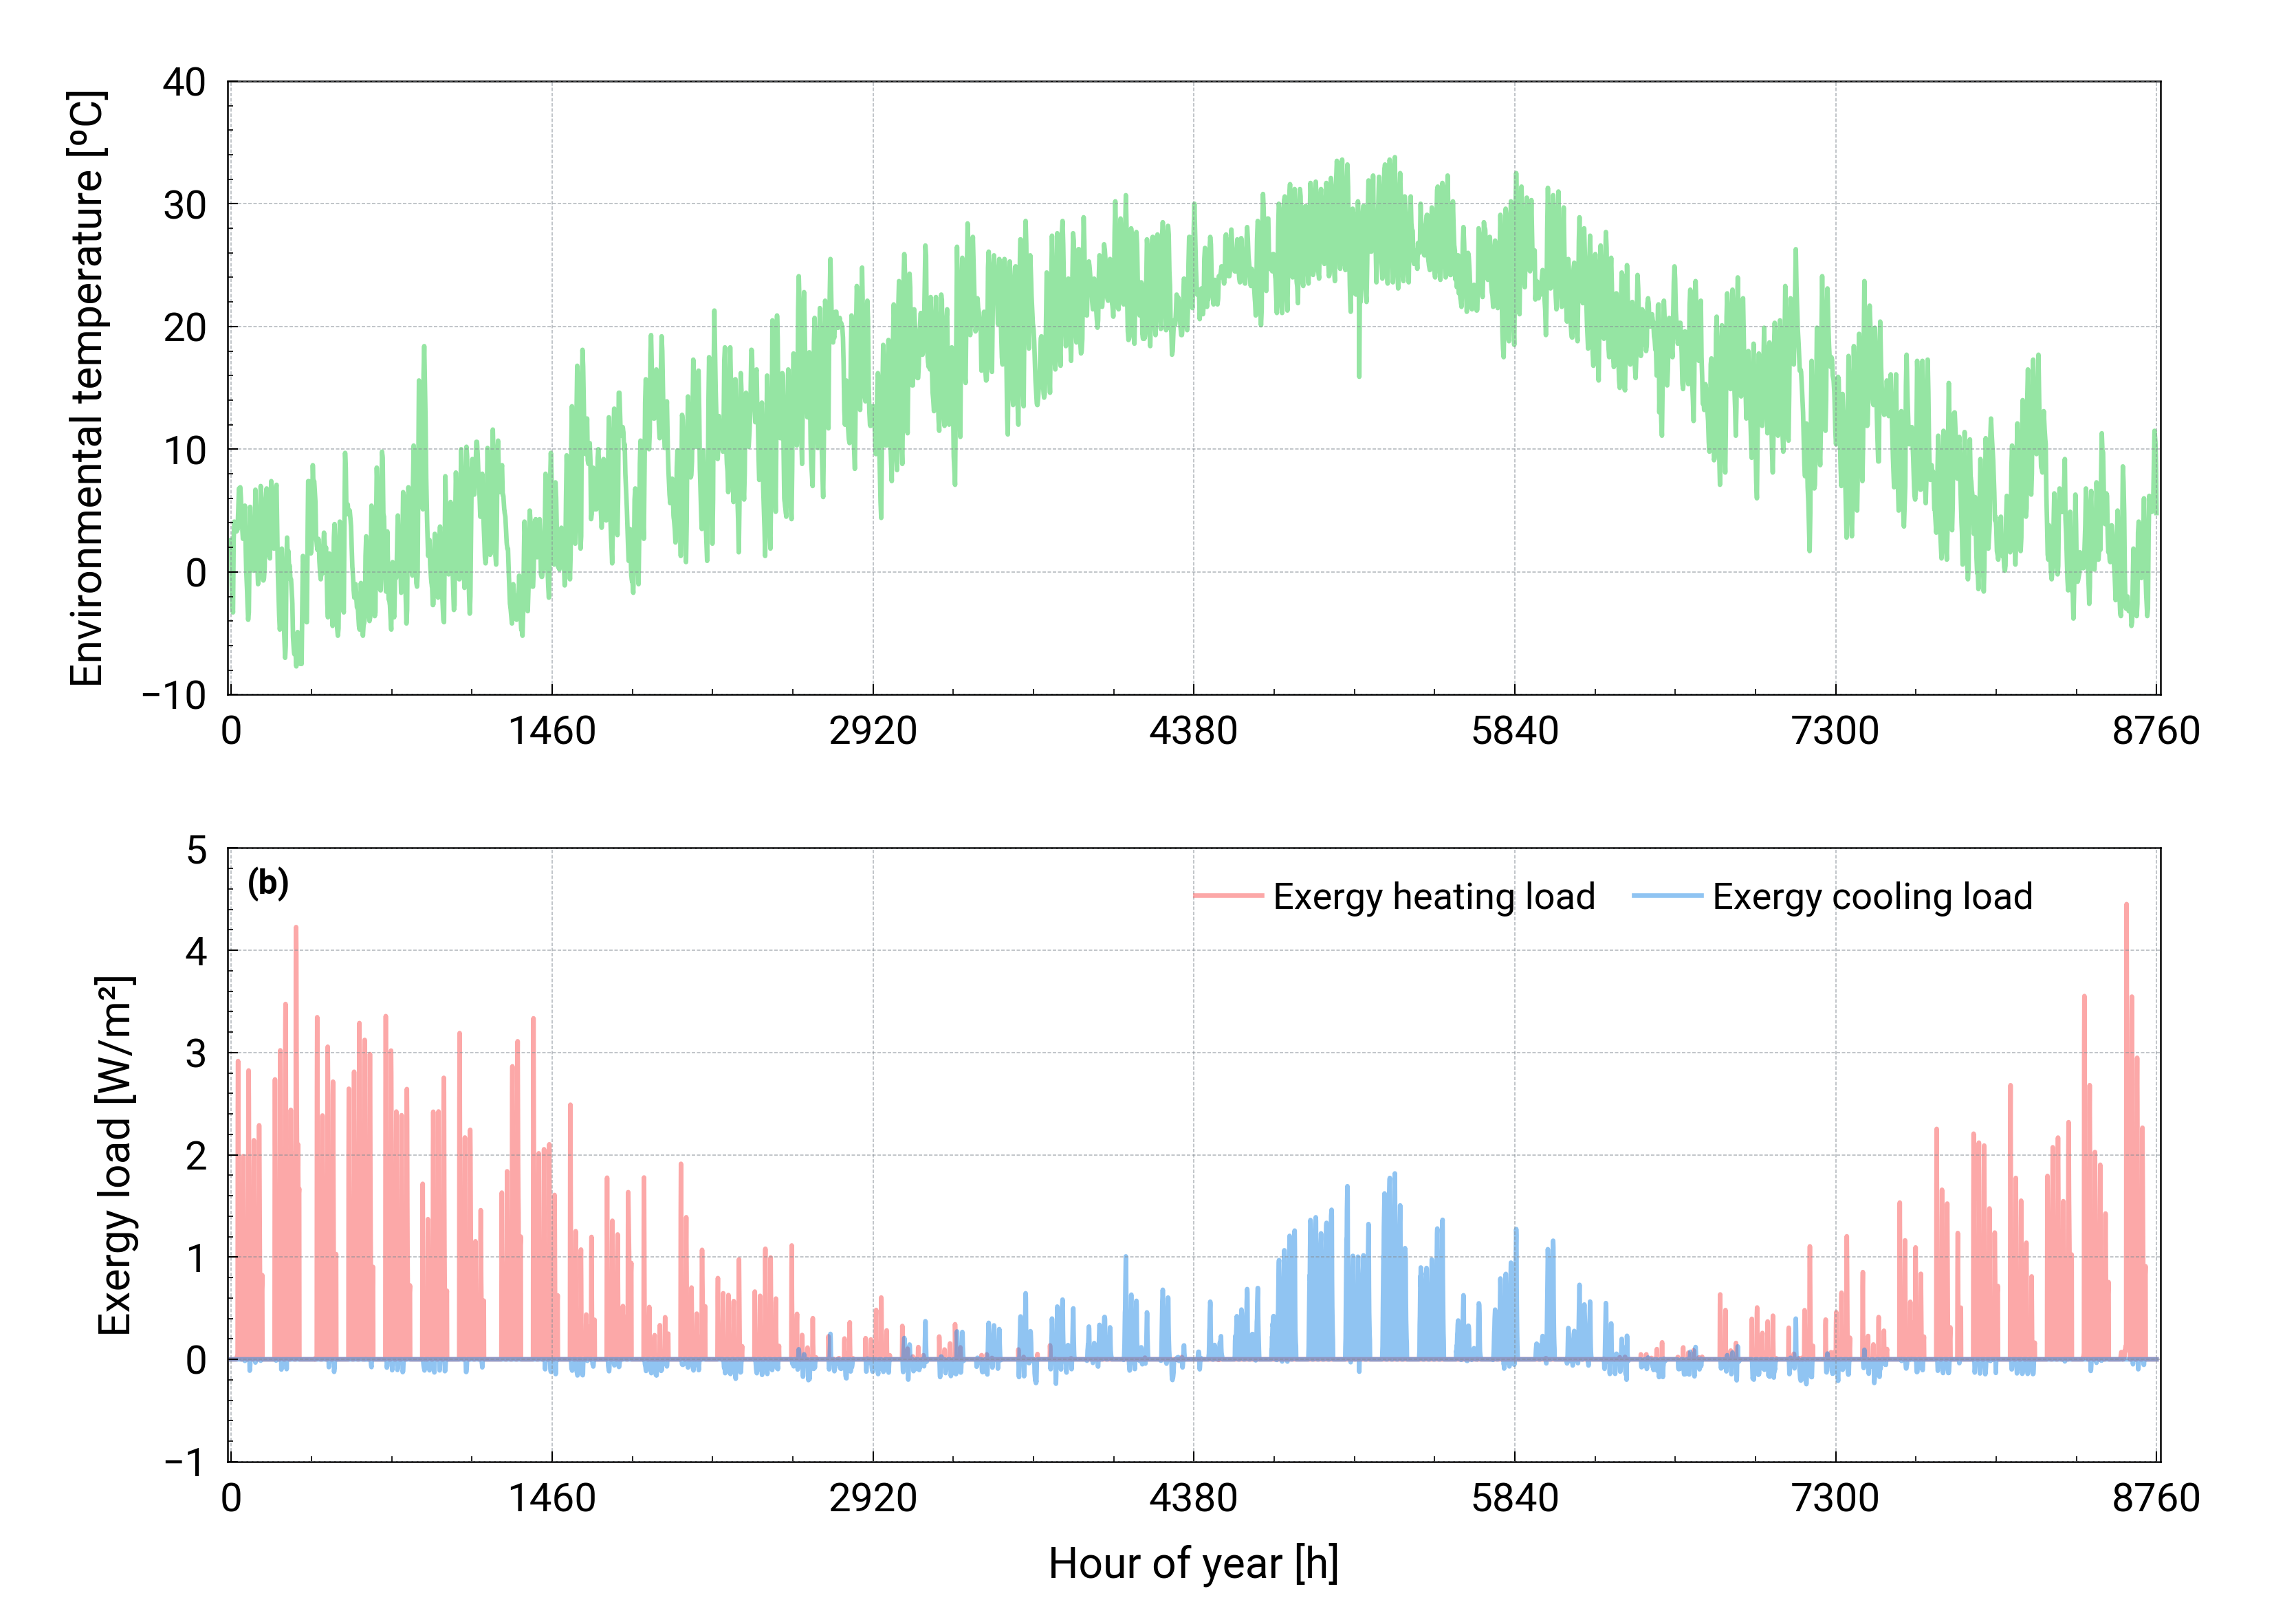 Environmental temperature [ºC]
40
30
20
10
0
−10
0 1460 2920 4380 5840 7300 8760
(b)
Exergy heating load Exergy cooling load
Exergy load [W/m²]
5
4
3
2
1
0
−1
0 1460 2920 4380 5840 7300 8760
Hour of year [h]